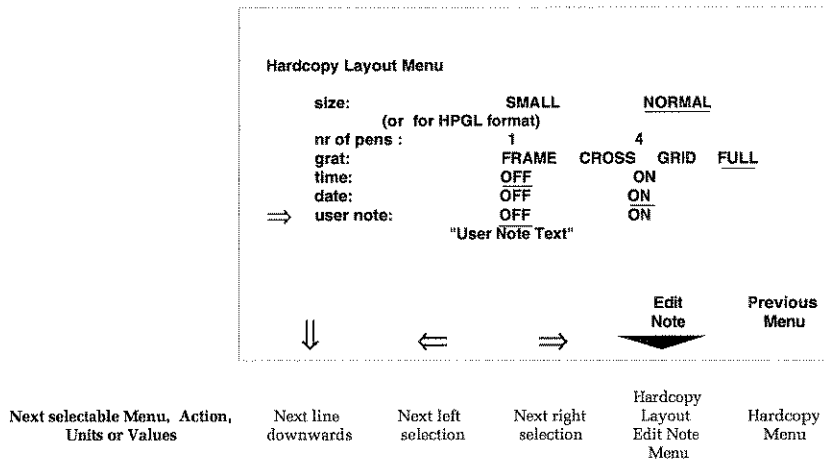 Hardcopy Layout Menu
size: SMALL NORMAL
(or for HPGL format)
nr of pens : 1 4
grat: FRAME CROSS GRID FULL
time: OFF ON
date: OFF ON
⇒ user note: OFF ON
"User Note Text"
Edit Previous
Note Menu
⇓ ⇐ ⇒
Hardcopy
Next selectable Menu, Action, Next line Next left Next right Layout Hardcopy
Units or Values downwards selection selection Edit Note Menu
Menu